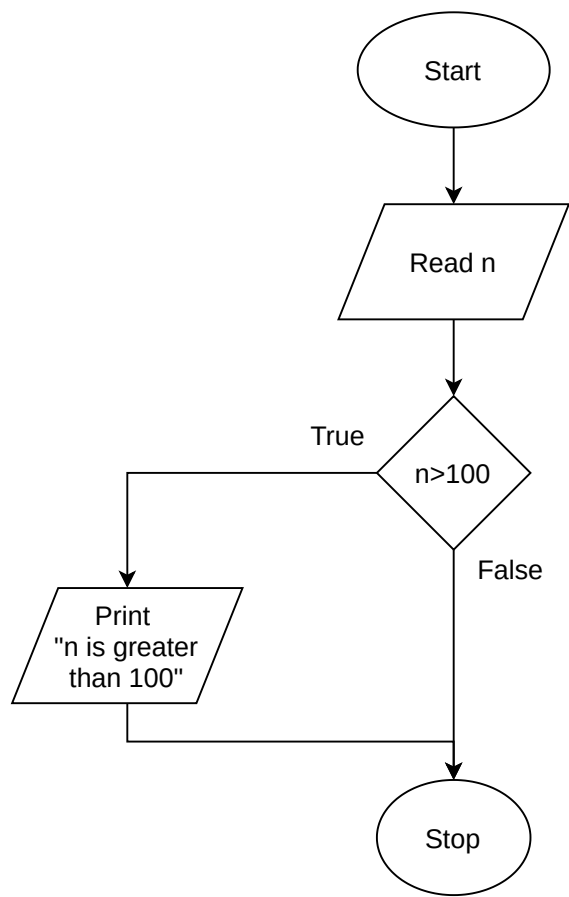 Start
Read n
True
n>100
False
Print
"n is greater
than 100"
Stop